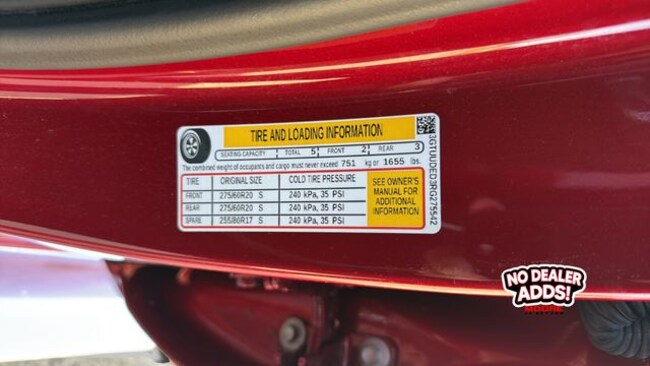 TIRE AND LOADING INFORMATION
SEATING CAPACITY TOTAL 5 FRONT 2 REAR 3
The combined weight of occupants and cargo must never exceed 751 kg or 1655 lbs.
TIRE ORIGINAL SIZE COLD TIRE PRESSURE
FRONT 275/60R20 S 240 kPa, 35 PSI
REAR 275/60R20 S 240 kPa, 35 PSI
SPARE 255/80R17 S 240 kPa, 35 PSI
SEE OWNER'S
MANUAL FOR
ADDITIONAL
INFORMATION
3GTUUDED3RG275542
NO DEALER
ADDS!
MOORE